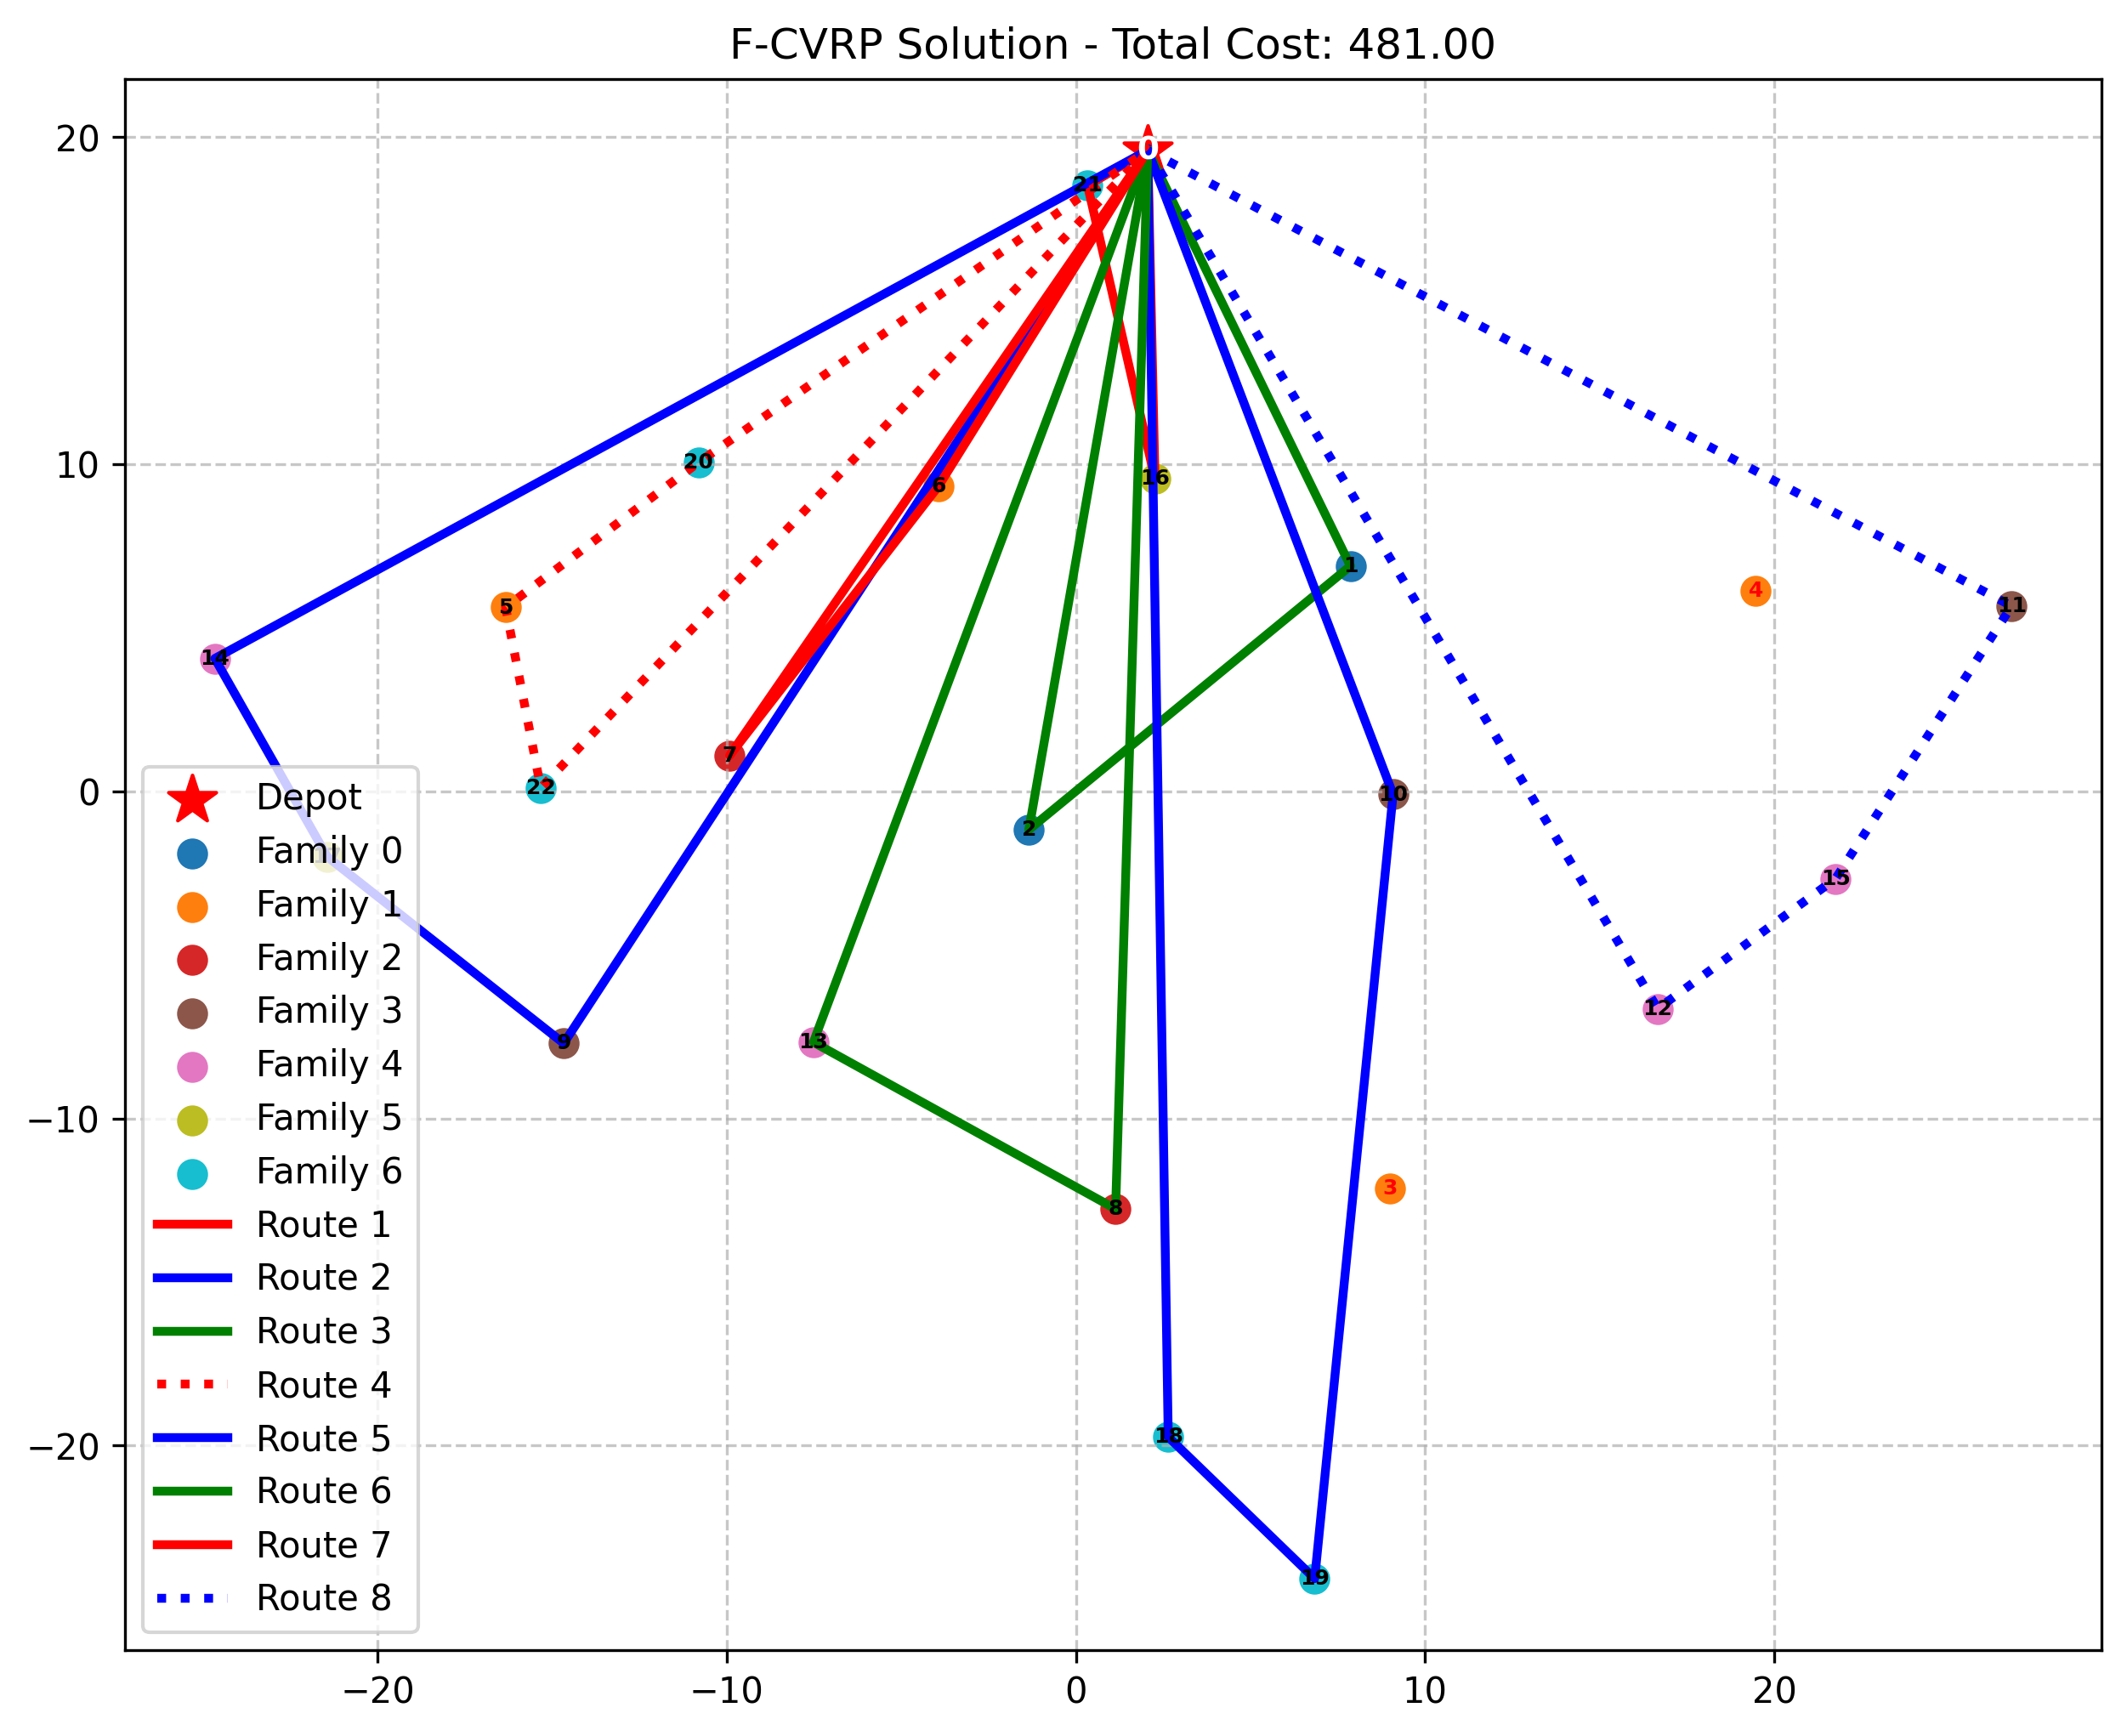 F-CVRP Solution - Total Cost: 481.00
20
10
0
−10
−20
0
21
20
6
16
1
4
11
5
14
7
22
10
2
15
12
9
13
8
3
18
19
Depot
Family 0
Family 1
Family 2
Family 3
Family 4
Family 5
Family 6
Route 1
Route 2
Route 3
Route 4
Route 5
Route 6
Route 7
Route 8
−20
−10
0
10
20